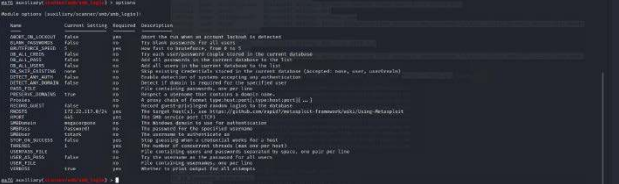 msf6 auxiliary(scanner/smb/smb_login) > options
Module options (auxiliary/scanner/smb/smb_login):
Name Current Setting Required Description
ABORT_ON_LOCKOUT false yes Abort the run when an account lockout is detected
BLANK_PASSWORDS false no Try blank passwords for all users
BRUTEFORCE_SPEED 5 yes How fast to bruteforce, from 0 to 5
DB_ALL_CREDS false no Try each user/password couple stored in the current database
DB_ALL_PASS false no Add all passwords in the current database to the list
DB_ALL_USERS false no Add all users in the current database to the list
DB_SKIP_EXISTING none no Skip existing credentials stored in the current database (Accepted: none, user, user&realm)
DETECT_ANY_AUTH false no Enable detection of systems accepting any authentication
DETECT_ANY_DOMAIN false no Detect if domain is required for the specified user
PASS_FILE no File containing passwords, one per line
PRESERVE_DOMAINS true no Respect a username that contains a domain name.
Proxies no A proxy chain of format type:host:port[,type:host:port][...]
RECORD_GUEST false no Record guest-privileged random logins to the database
RHOSTS 172.22.117.0/24 yes The target host(s), see https://github.com/rapid7/metasploit-framework/wiki/Using-Metasploit
RPORT 445 yes The SMB service port (TCP)
SMBDomain megacorpone no The Windows domain to use for authentication
SMBPass Password! no The password for the specified username
SMBUser tstark no The username to authenticate as
STOP_ON_SUCCESS false yes Stop guessing when a credential works for a host
THREADS 1 yes The number of concurrent threads (max one per host)
USERPASS_FILE no File containing users and passwords separated by space, one pair per line
USER_AS_PASS false no Try the username as the password for all users
USER_FILE no File containing usernames, one per line
VERBOSE true yes Whether to print output for all attempts
msf6 auxiliary(scanner/smb/smb_login) >